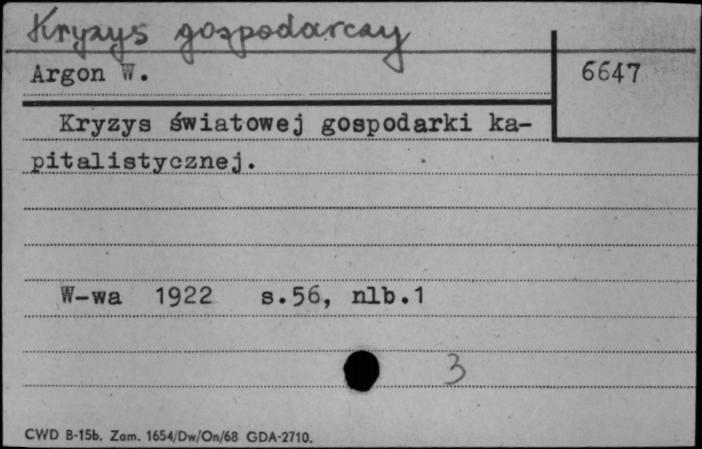 Kryzys gospodarczy
Argon W.
6647
Kryzys światowej gospodarki ka-
pitalistycznej.
W-wa 1922 s.56, nlb.1
3
CWD B-15b. Zam. 1654/Dw/On/68 GDA-2710.